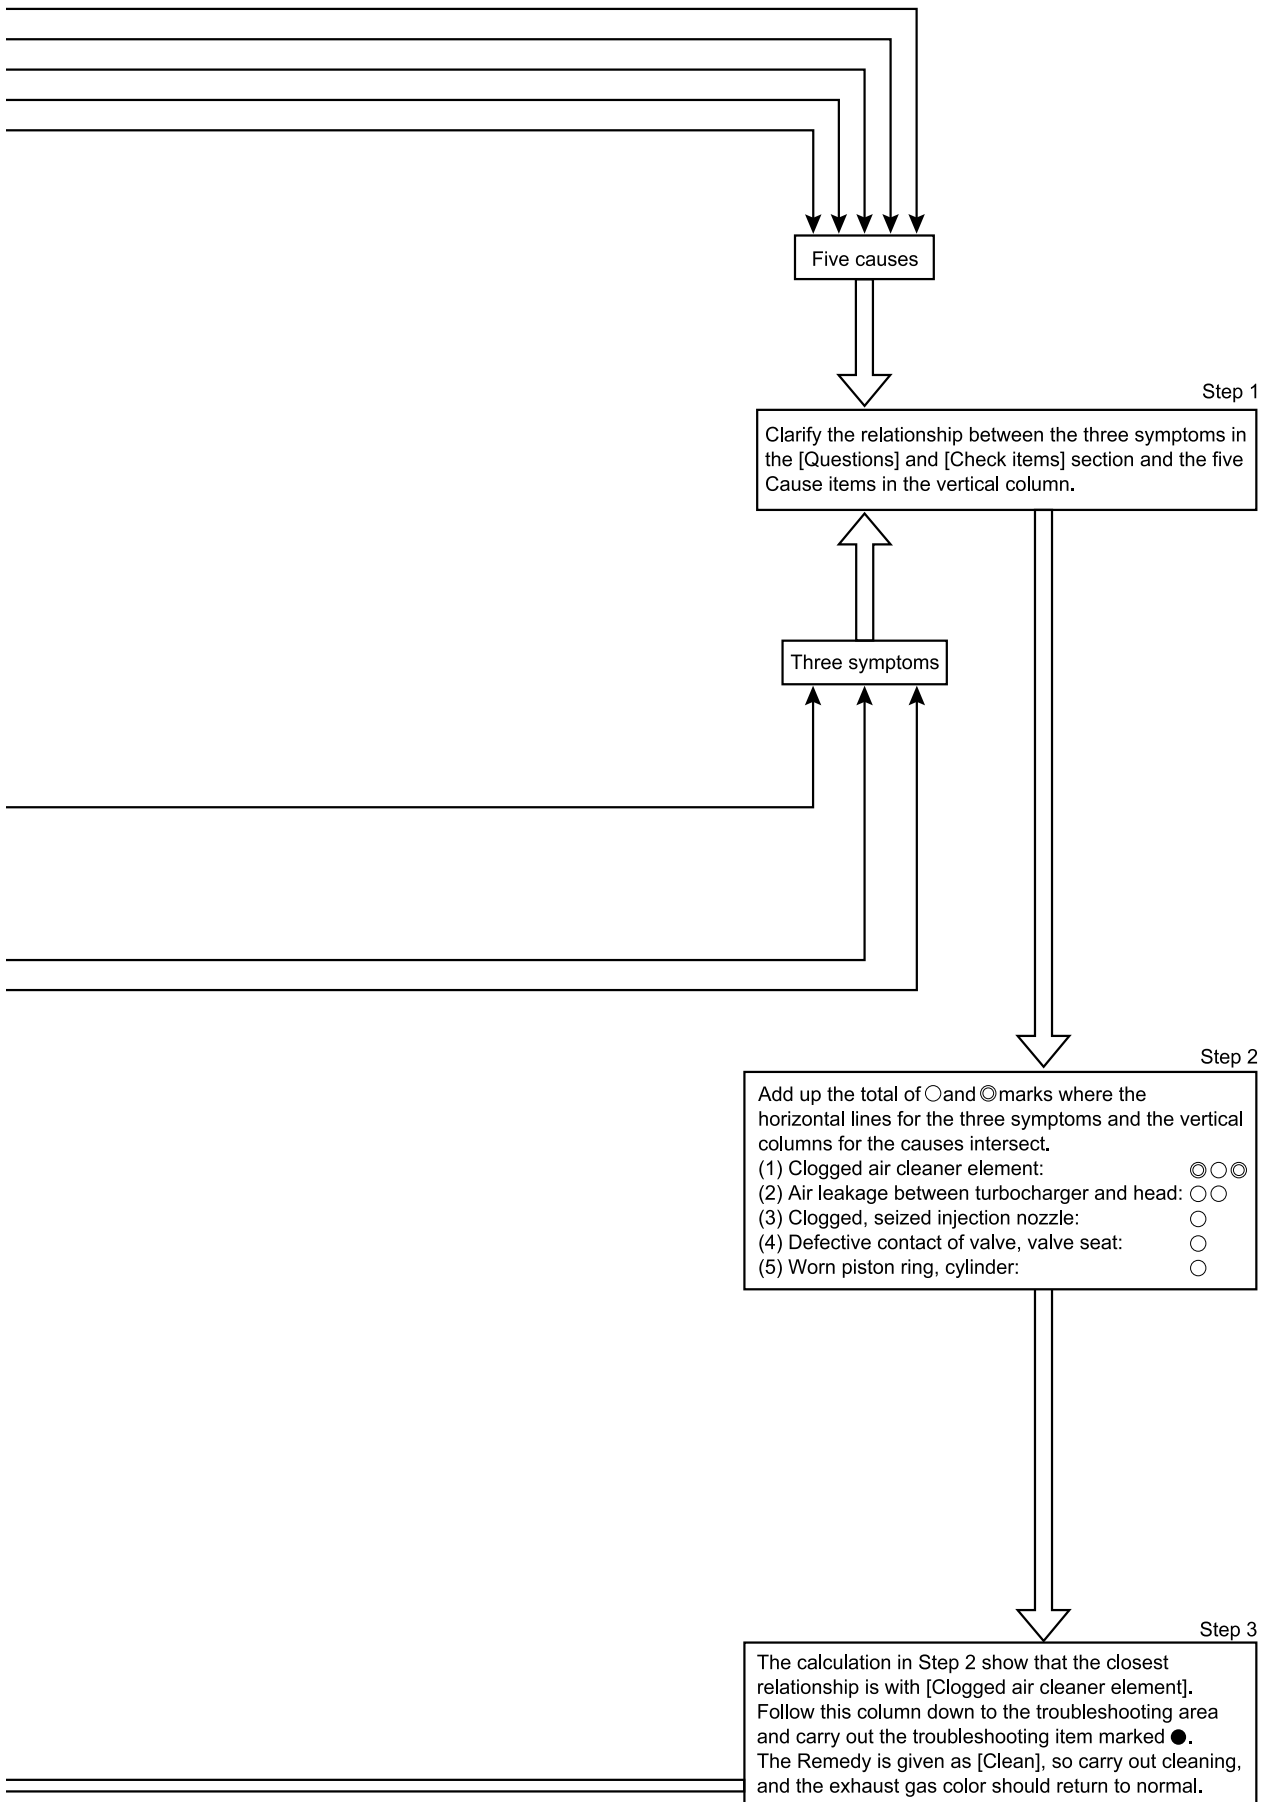 Five causes
Step 1
Clarify the relationship between the three symptoms in
the [Questions] and [Check items] section and the five
Cause items in the vertical column.
Three symptoms
Step 2
Add up the total of ○and ◎marks where the
horizontal lines for the three symptoms and the vertical
columns for the causes intersect.
(1) Clogged air cleaner element: ◎○◎
(2) Air leakage between turbocharger and head: ○○
(3) Clogged, seized injection nozzle: ○
(4) Defective contact of valve, valve seat: ○
(5) Worn piston ring, cylinder: ○
Step 3
The calculation in Step 2 show that the closest
relationship is with [Clogged air cleaner element].
Follow this column down to the troubleshooting area
and carry out the troubleshooting item marked ●.
The Remedy is given as [Clean], so carry out cleaning,
and the exhaust gas color should return to normal.